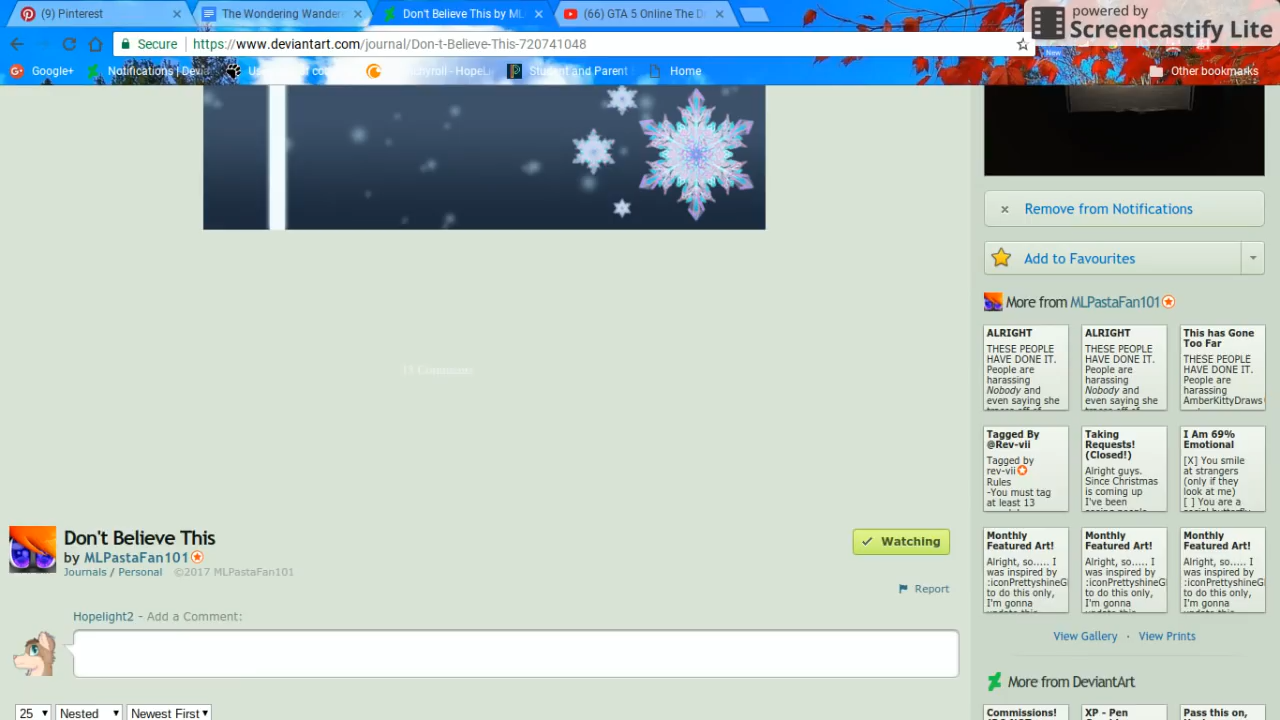 (9) Pinterest
The Wondering Wander
Don't Believe This by ML
(66) GTA 5 Online The D
powered by
Screencastify Lite
Secure
https://www.deviantart.com/journal/Don-t-Believe-This-720741048
New
Google+
Notifications | Devia
Student and Parent
Home
Other bookmarks
Remove from Notifications
Add to Favourites
More from MLPastaFan101
ALRIGHT
THESE PEOPLE
HAVE DONE IT.
People are
harassing
Nobody and
even saying she
ALRIGHT
THESE PEOPLE
HAVE DONE IT.
People are
harassing
Nobody and
even saying she
This has Gone
Too Far
THESE PEOPLE
HAVE DONE IT.
People are
harassing
AmberKittyDraws
15 Comments
Tagged By
@Rev-vii
Tagged by
rev-vii
Rules
-You must tag
at least 13
Taking
Requests!
(Closed!)
Alright guys.
Since Christmas
is coming up
I've been
I Am 69%
Emotional
[X] You smile
at strangers
(only if they
look at me)
[ ] You are a
Monthly
Featured Art!
Alright, so..... I
was inspired by
:iconPrettyshineG
to do this only,
I'm gonna
Monthly
Featured Art!
Alright, so..... I
was inspired by
:iconPrettyshineG
to do this only,
I'm gonna
Monthly
Featured Art!
Alright, so..... I
was inspired by
:iconPrettyshineG
to do this only,
I'm gonna
View Gallery · View Prints
Don't Believe This
by MLPastaFan101
Journals / Personal ©2017 MLPastaFan101
Watching
Report
Hopelight2 - Add a Comment:
25 Nested Newest First
More from DeviantArt
Commissions!
XP - Pen
Pass this on,